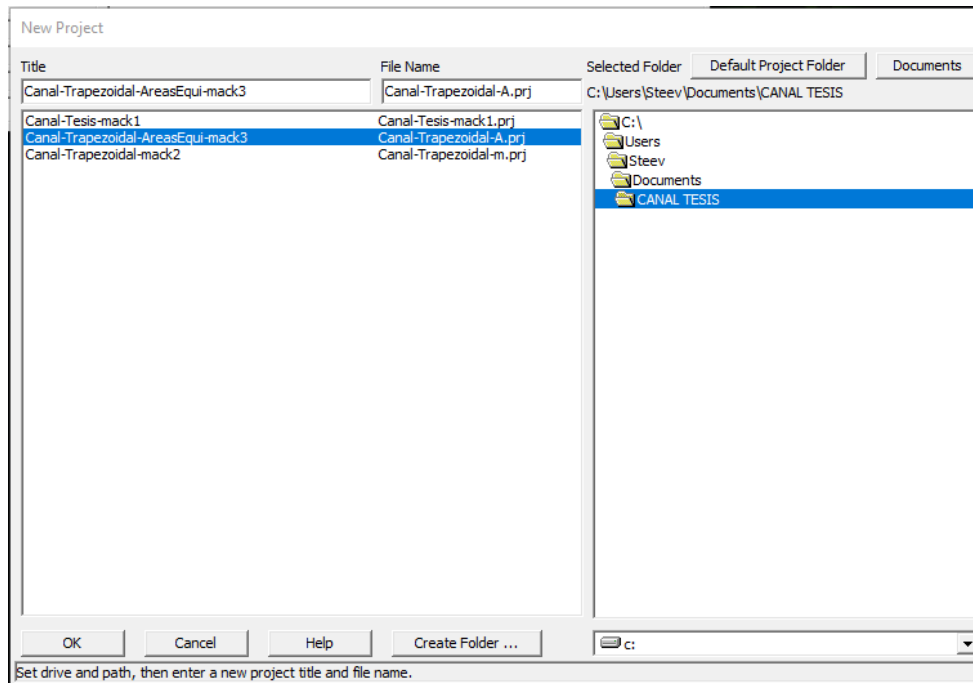 New Project
Title File Name Selected Folder Default Project Folder Documents
Canal-Trapezoidal-AreasEqui-mack3 Canal-Trapezoidal-A.prj C:\Users\Steev\Documents\CANAL TESIS
Canal-Tesis-mack1 Canal-Tesis-mack1.prj
Canal-Trapezoidal-AreasEqui-mack3 Canal-Trapezoidal-A.prj
Canal-Trapezoidal-mack2 Canal-Trapezoidal-m.prj
C:\
Users
Steev
Documents
CANAL TESIS
OK Cancel Help Create Folder ... c:
Set drive and path, then enter a new project title and file name.